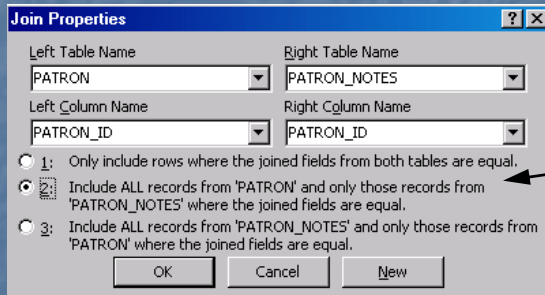 Join Properties
Left Table Name
Right Table Name
PATRON
PATRON_NOTES
Left Column Name
Right Column Name
PATRON_ID
PATRON_ID
1: Only include rows where the joined fields from both tables are equal.
2: Include ALL records from 'PATRON' and only those records from
'PATRON_NOTES' where the joined fields are equal.
3: Include ALL records from 'PATRON_NOTES' and only those records from
'PATRON' where the joined fields are equal.
OK
Cancel
New